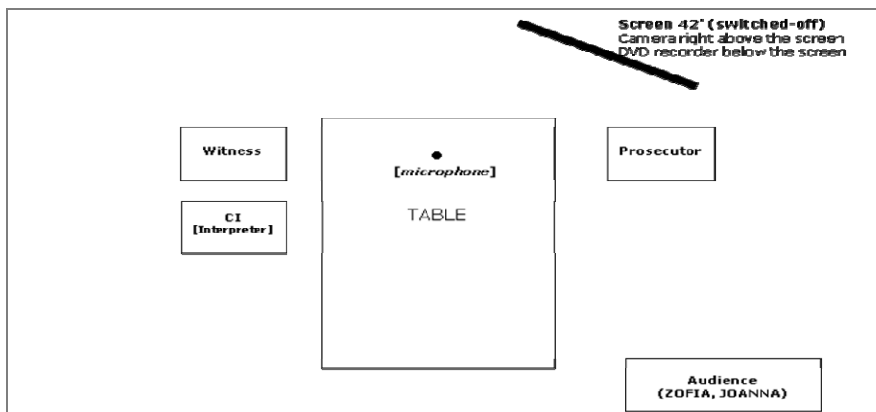 Screen 42" (switched-off)
Camera right above the screen
DVD recorder below the screen
Witness
[microphone]
Prosecutor
CI
[Interpreter]
TABLE
Audience
(ZOFIA, JOANNA)